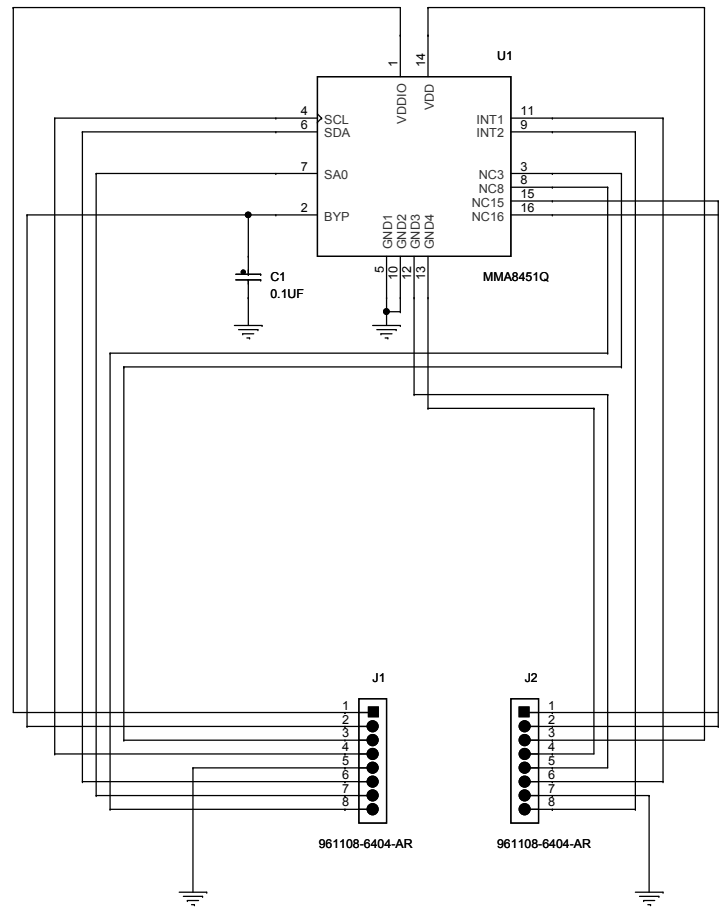 U1
1
14
VDDIO
VDD
4 SCL
6 SDA
7 SA0
2 BYP
INT1 11
INT2 9
NC3 3
NC8 8
NC15 15
NC16 16
GND1
GND2
GND3
GND4
5
10
12
13
MMA8451Q
C1
0.1UF
J1
1
2
3
4
5
6
7
8
961108-6404-AR
J2
1
2
3
4
5
6
7
8
961108-6404-AR